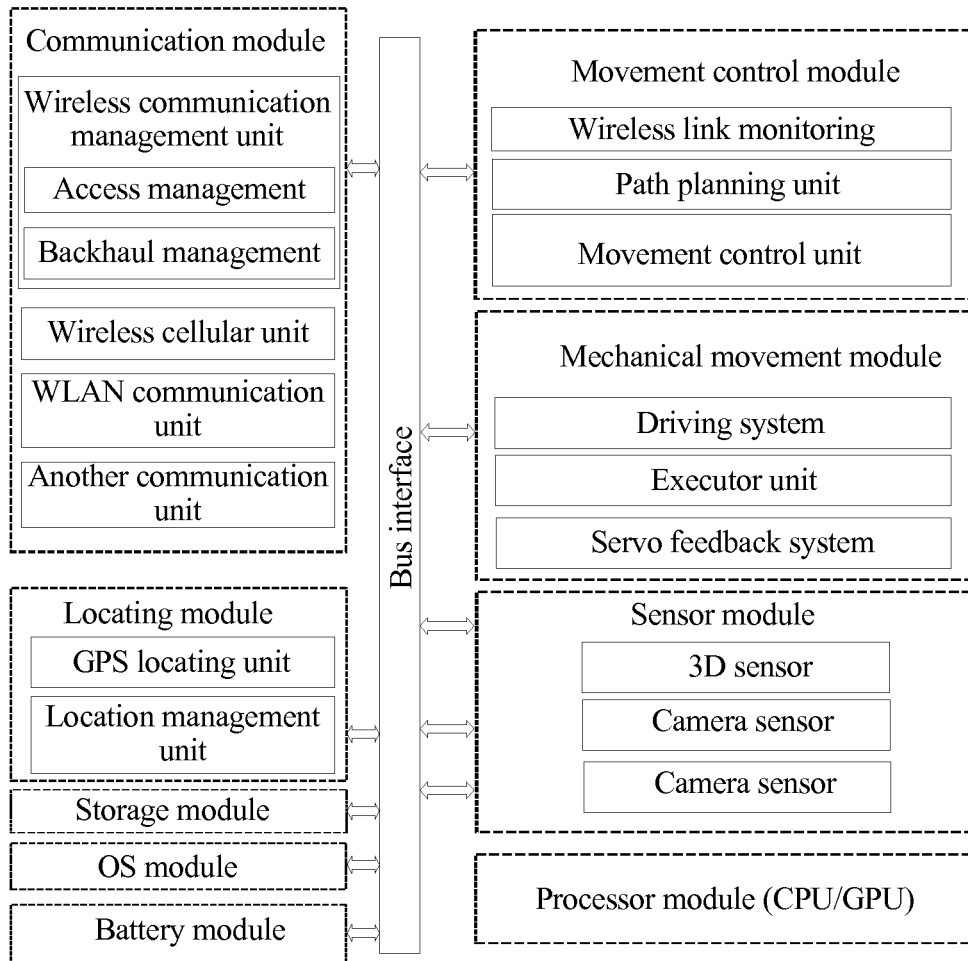 Communication module
Wireless communication
management unit
Access management
Backhaul management
Wireless cellular unit
WLAN communication
unit
Another communication
unit
Locating module
GPS locating unit
Location management
unit
Storage module
OS module
Battery module
Bus interface
Movement control module
Wireless link monitoring
Path planning unit
Movement control unit
Mechanical movement module
Driving system
Executor unit
Servo feedback system
Sensor module
3D sensor
Camera sensor
Camera sensor
Processor module (CPU/GPU)